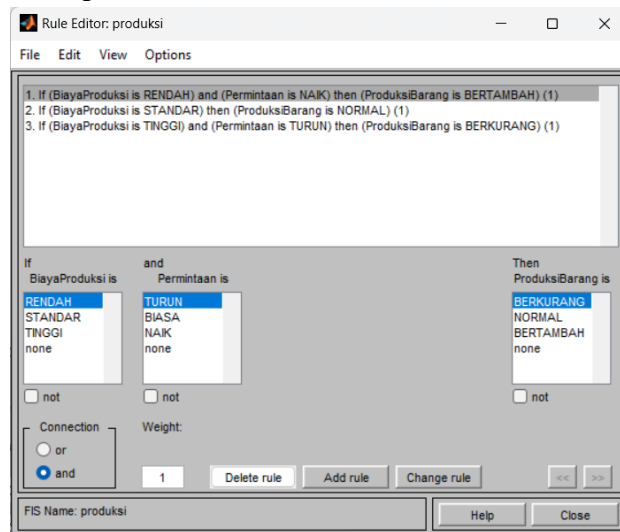 Rule Editor: produksi
File Edit View Options
1. If (BiayaProduksi is RENDAH) and (Permintaan is NAIK) then (ProduksiBarang is BERTAMBAH) (1)
2. If (BiayaProduksi is STANDAR) then (ProduksiBarang is NORMAL) (1)
3. If (BiayaProduksi is TINGGI) and (Permintaan is TURUN) then (ProduksiBarang is BERKURANG) (1)
If and Then
BiayaProduksi is Permintaan is ProduksiBarang is
RENDAH TURUN BERKURANG
STANDAR BIASA NORMAL
TINGGI NAIK BERTAMBAH
none none none
not not not
Connection Weight:
or
and 1 Delete rule Add rule Change rule << >>
FIS Name: produksi Help Close